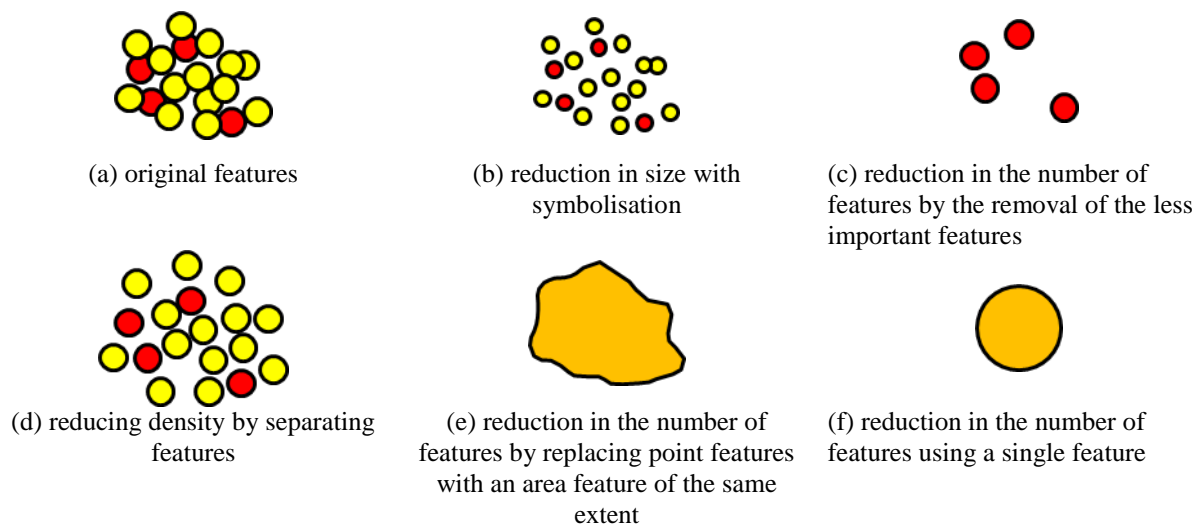 (a) original features
(b) reduction in size with
symbolisation
(c) reduction in the number of
features by the removal of the less
important features
(d) reducing density by separating
features
(e) reduction in the number of
features by replacing point features
with an area feature of the same
extent
(f) reduction in the number of
features using a single feature